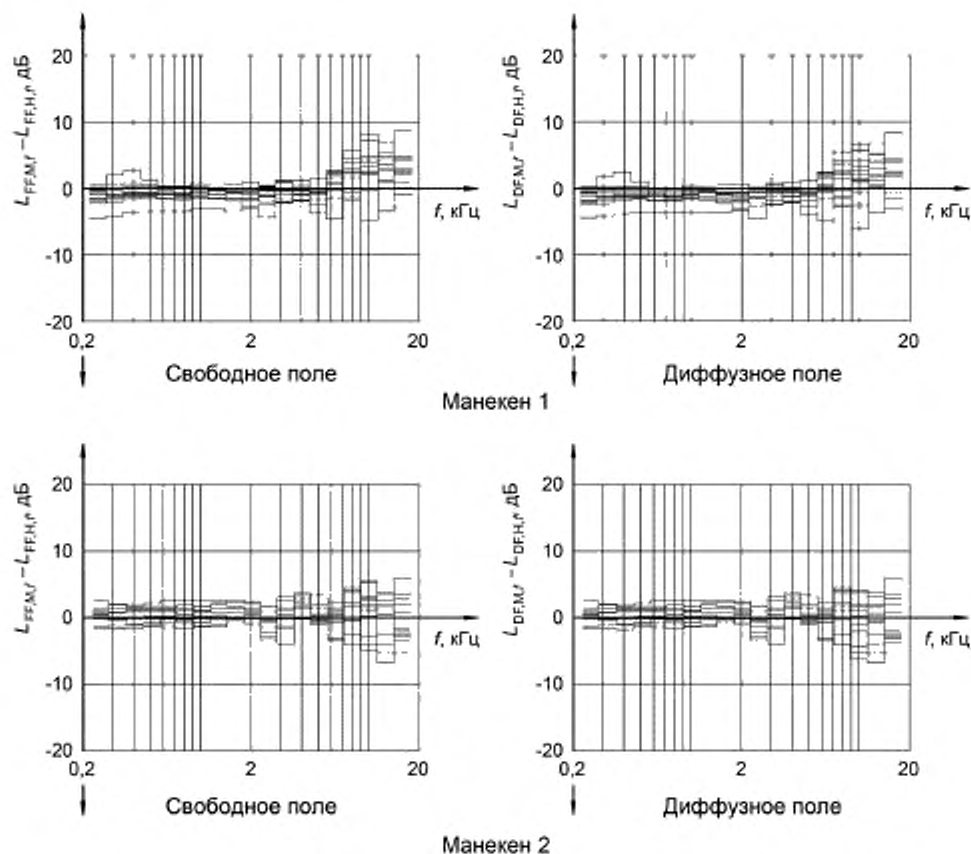 20
10
0
-10
-20
L_FF,M,f – L_FF,H,f, дБ
f, кГц
0,2
2
20
Свободное поле
20
10
0
-10
-20
L_DF,M,f – L_DF,H,f, дБ
f, кГц
0,2
2
20
Диффузное поле
Манекен 1
20
10
0
-10
-20
L_FF,M,f – L_FF,H,f, дБ
f, кГц
0,2
2
20
Свободное поле
20
10
0
-10
-20
L_DF,M,f – L_DF,H,f, дБ
f, кГц
0,2
2
20
Диффузное поле
Манекен 2